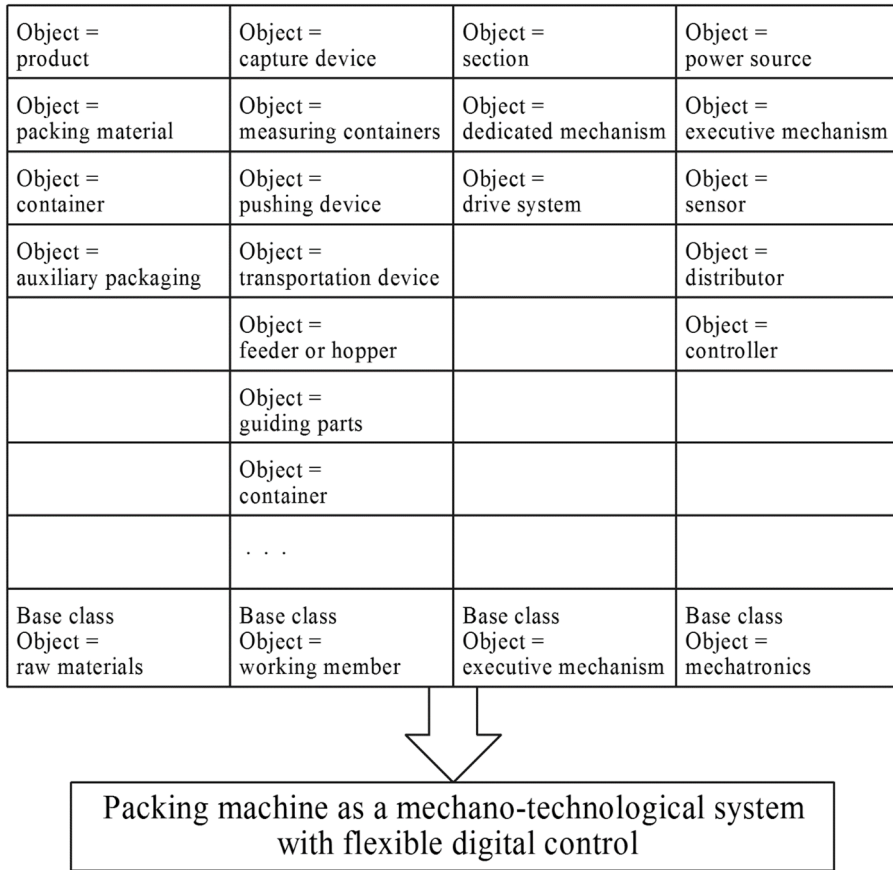 Object =
product
Object =
capture device
Object =
section
Object =
power source
Object =
packing material
Object =
measuring containers
Object =
dedicated mechanism
Object =
executive mechanism
Object =
container
Object =
pushing device
Object =
drive system
Object =
sensor
Object =
auxiliary packaging
Object =
transportation device
Object =
distributor
Object =
feeder or hopper
Object =
controller
Object =
guiding parts
Object =
container
. . .
Base class
Object =
raw materials
Base class
Object =
working member
Base class
Object =
executive mechanism
Base class
Object =
mechatronics
Packing machine as a mechano-technological system
with flexible digital control